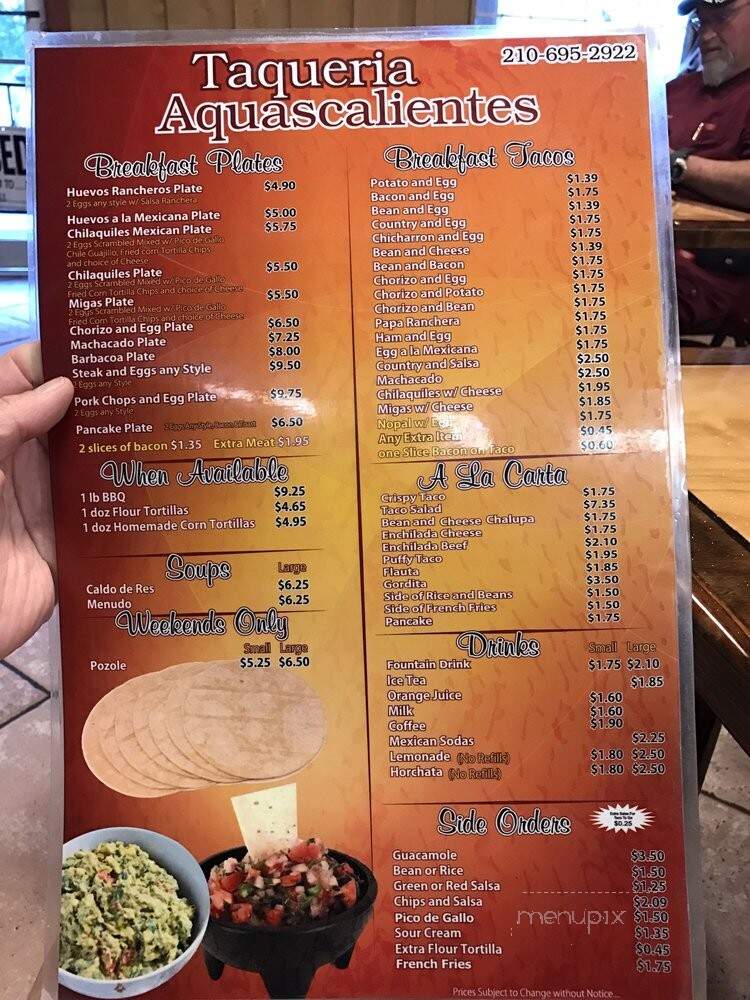 Taqueria
Aquascalientes
210-695-2922
Breakfast Plates
Huevos Rancheros Plate $4.90
2 Eggs any style w/ Salsa Ranchera
Huevos a la Mexicana Plate $5.00
Chilaquiles Mexican Plate $5.75
2 Eggs Scrambled Mixed w/ Pico de Gallo
Chile Guajillo, Fried corn Tortilla Chips
and choice of Cheese
Chilaquiles Plate $5.50
2 Eggs Scrambled Mixed w/ Pico de Gallo
Fried Corn Tortilla Chips and choice of Cheese
Migas Plate $5.50
2 Eggs Scrambled Mixed w/ Pico de Gallo
Fried Corn Tortilla Chips and choice of Cheese
Chorizo and Egg Plate $6.50
Machacado Plate $7.25
Barbacoa Plate $8.00
Steak and Eggs any Style $9.50
2 Eggs any Style
Pork Chops and Egg Plate $9.75
2 Eggs any Style
Pancake Plate 2 Eggs Any Style, Bacon & Toast $6.50
2 slices of bacon $1.35 Extra Meat $1.95
When Available
1 lb BBQ $9.25
1 doz Flour Tortillas $4.65
1 doz Homemade Corn Tortillas $4.95
Soups Large
Caldo de Res $6.25
Menudo $6.25
Weekends Only
Small Large
Pozole $5.25 $6.50
Breakfast Tacos
Potato and Egg $1.39
Bacon and Egg $1.75
Bean and Egg $1.39
Country and Egg $1.75
Chicharron and Egg $1.75
Bean and Cheese $1.39
Bean and Bacon $1.75
Chorizo and Egg $1.75
Chorizo and Potato $1.75
Chorizo and Bean $1.75
Papa Ranchera $1.75
Ham and Egg $1.75
Egg a la Mexicana $1.75
Country and Salsa $2.50
Machacado $2.50
Chilaquiles w/ Cheese $1.95
Migas w/ Cheese $1.85
Nopal w/ Egg $1.75
Any Extra Item $0.45
one Slice Bacon on Taco $0.60
A La Carta
Crispy Taco $1.75
Taco Salad $7.35
Bean and Cheese Chalupa $1.75
Enchilada Cheese $1.75
Enchilada Beef $2.10
Puffy Taco $1.95
Flauta $1.85
Gordita $3.50
Side of Rice and Beans $1.50
Side of French Fries $1.50
Pancake $1.75
Drinks Small Large
Fountain Drink $1.75 $2.10
Ice Tea $1.85
Orange Juice $1.60
Milk $1.60
Coffee $1.90
Mexican Sodas $2.25
Lemonade (No Refills) $1.80 $2.50
Horchata (No Refills) $1.80 $2.50
Side Orders
$0.25
Guacamole $3.50
Bean or Rice $1.50
Green or Red Salsa $1.25
Chips and Salsa $2.09
Pico de Gallo $1.50
Sour Cream $1.35
Extra Flour Tortilla $0.45
French Fries $1.75
menupix
Prices Subject to Change without Notice...